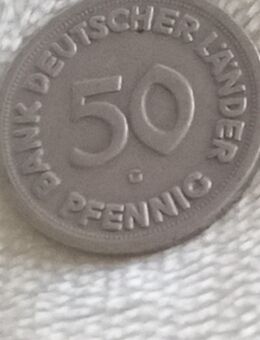 BANK DEUTSCHER LÄNDER
50
G
PFENNIG